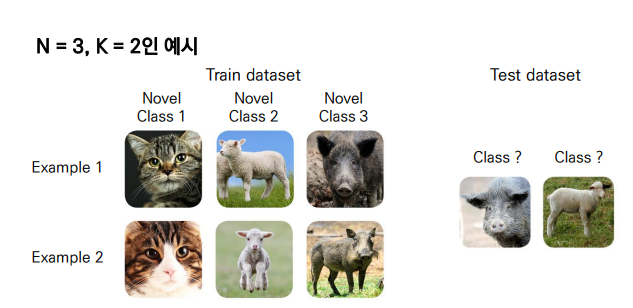 N = 3, K = 2인 예시
Train dataset
Test dataset
Novel
Class 1
Novel
Class 2
Novel
Class 3
Class ?
Class ?
Example 1
Example 2